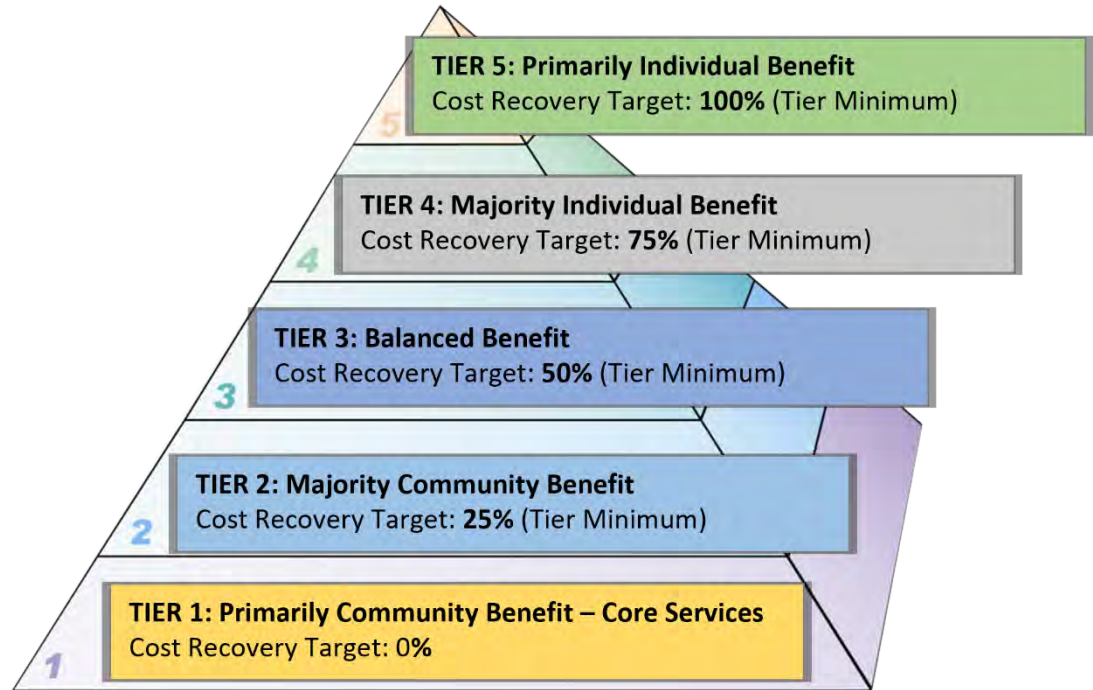 5
TIER 5: Primarily Individual Benefit
Cost Recovery Target: 100% (Tier Minimum)
4
TIER 4: Majority Individual Benefit
Cost Recovery Target: 75% (Tier Minimum)
3
TIER 3: Balanced Benefit
Cost Recovery Target: 50% (Tier Minimum)
2
TIER 2: Majority Community Benefit
Cost Recovery Target: 25% (Tier Minimum)
1
TIER 1: Primarily Community Benefit – Core Services
Cost Recovery Target: 0%